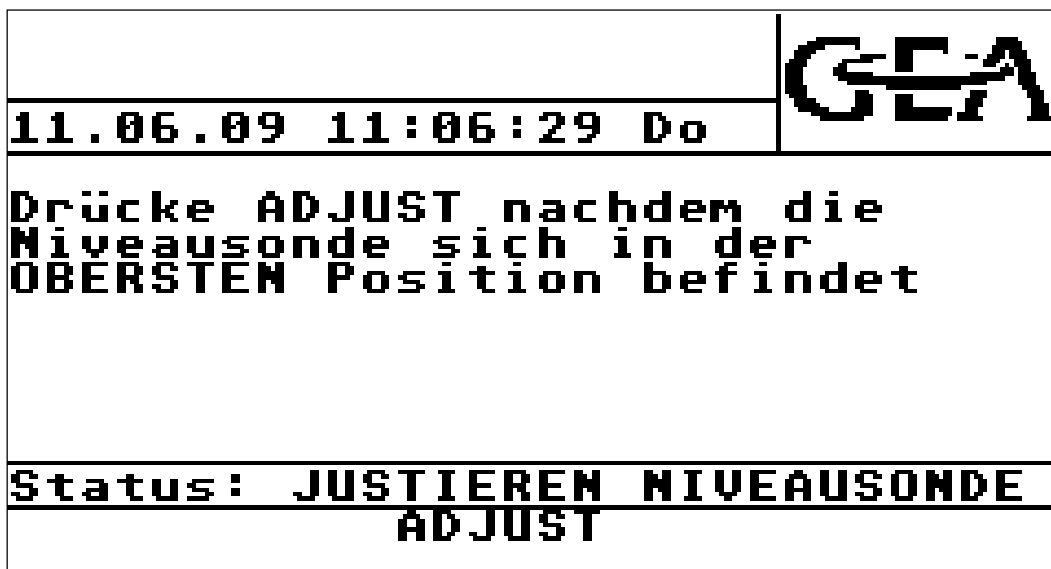 GEA
11.06.09 11:06:29 Do
Drücke ADJUST nachdem die
Niveausonde sich in der
OBERSTEN Position befindet
Status: JUSTIEREN NIVEAUSONDE
ADJUST